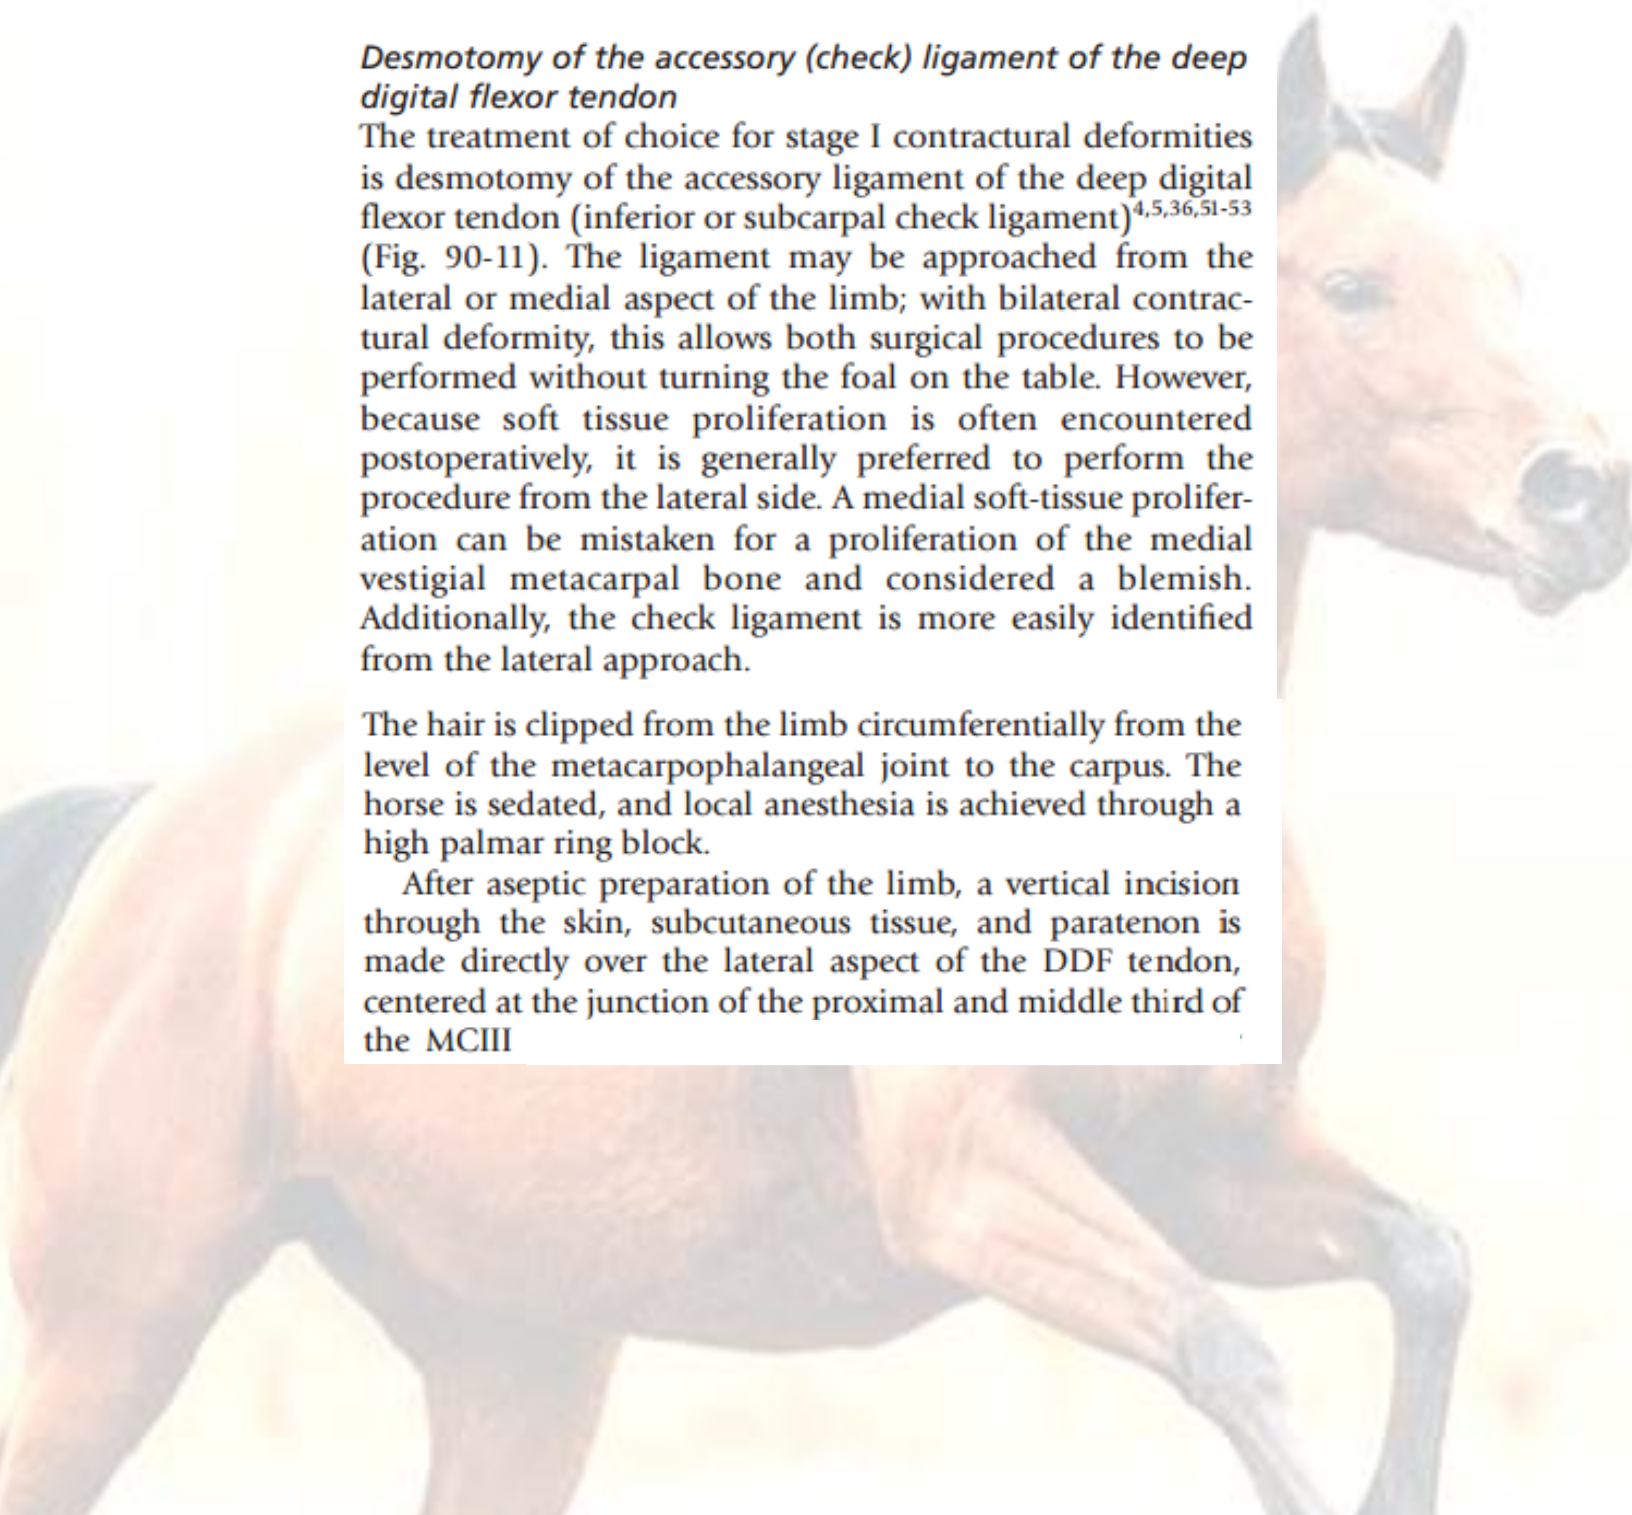 Desmotomy of the accessory (check) ligament of the deep
digital flexor tendon
The treatment of choice for stage I contractural deformities
is desmotomy of the accessory ligament of the deep digital
flexor tendon (inferior or subcarpal check ligament)4,5,36,51-53
(Fig. 90-11). The ligament may be approached from the
lateral or medial aspect of the limb; with bilateral contrac-
tural deformity, this allows both surgical procedures to be
performed without turning the foal on the table. However,
because soft tissue proliferation is often encountered
postoperatively, it is generally preferred to perform the
procedure from the lateral side. A medial soft-tissue prolifer-
ation can be mistaken for a proliferation of the medial
vestigial metacarpal bone and considered a blemish.
Additionally, the check ligament is more easily identified
from the lateral approach.
The hair is clipped from the limb circumferentially from the
level of the metacarpophalangeal joint to the carpus. The
horse is sedated, and local anesthesia is achieved through a
high palmar ring block.
After aseptic preparation of the limb, a vertical incision
through the skin, subcutaneous tissue, and paratenon is
made directly over the lateral aspect of the DDF tendon,
centered at the junction of the proximal and middle third of
the MCIII